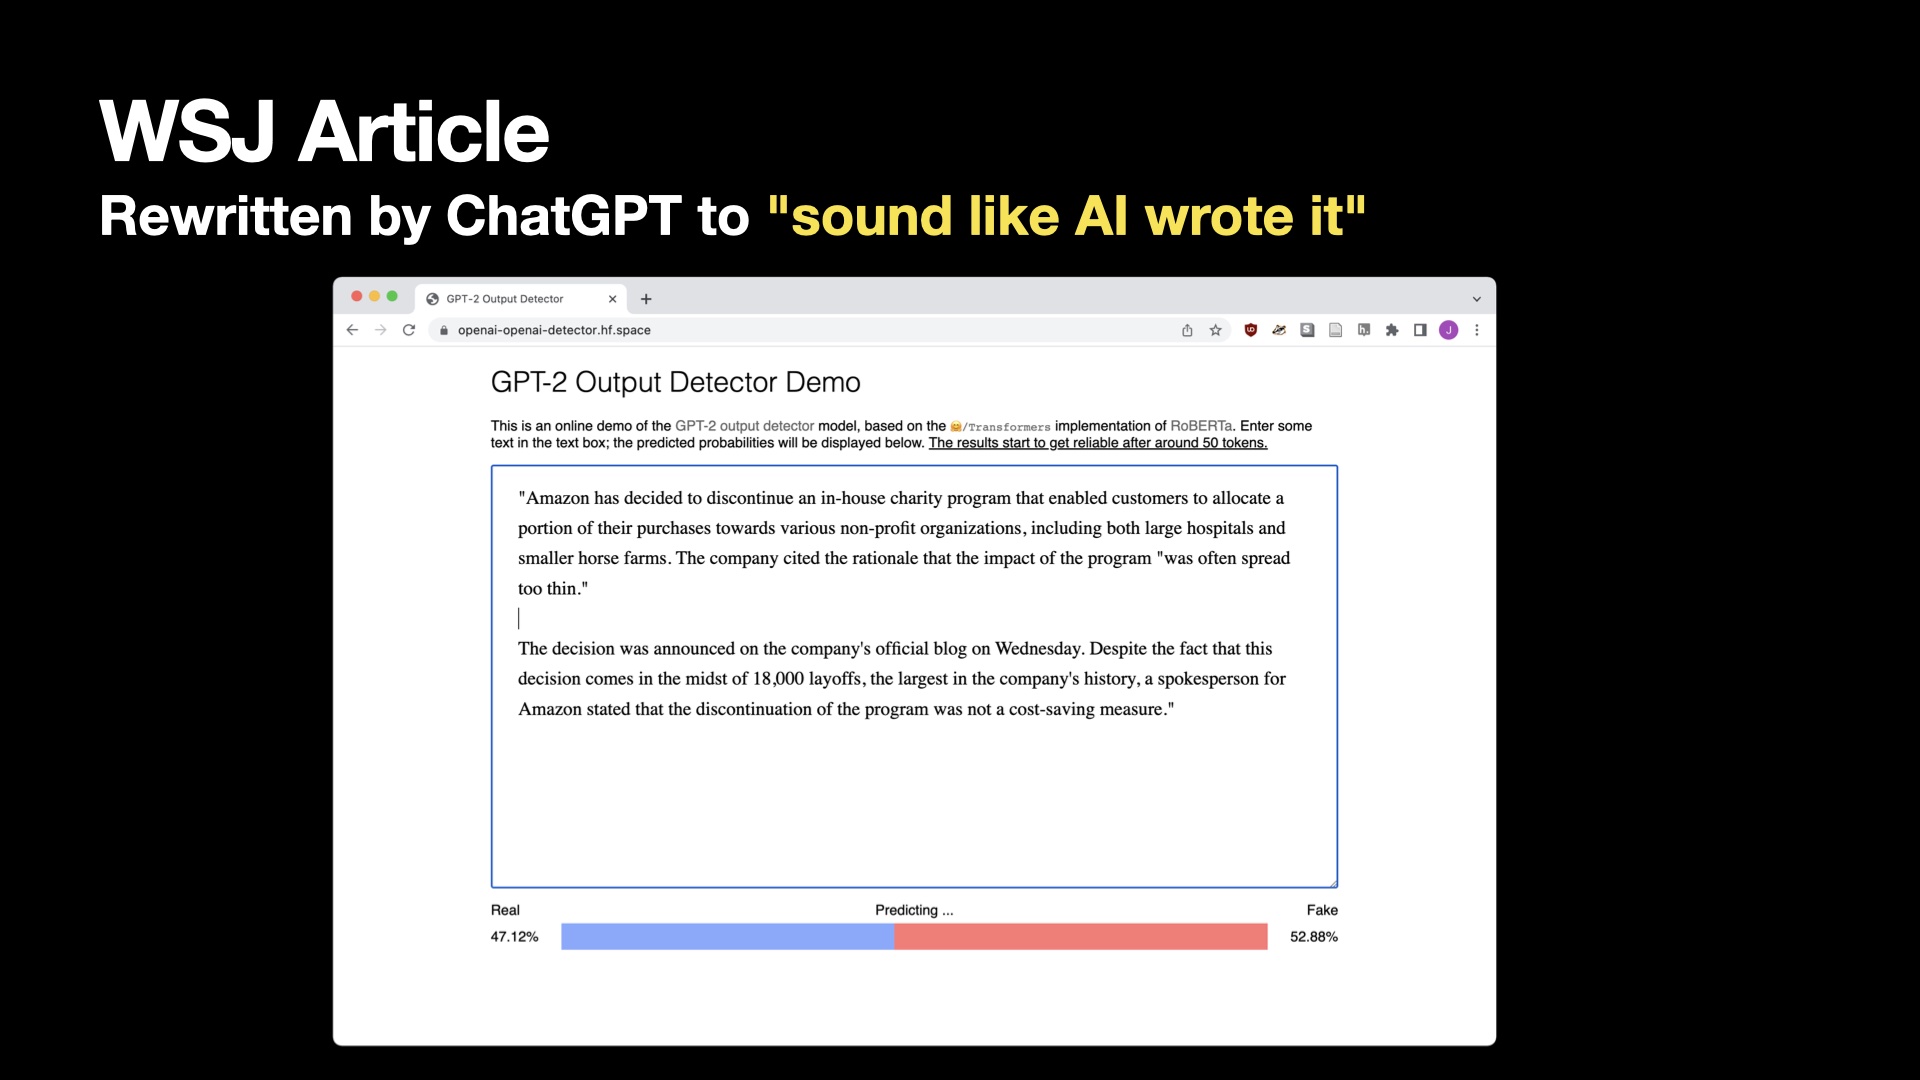 WSJ Article
Rewritten by ChatGPT to "sound like AI wrote it"
GPT-2 Output Detector
openai-openai-detector.hf.space
J
GPT-2 Output Detector Demo
This is an online demo of the GPT-2 output detector model, based on the 🤗/Transformers implementation of RoBERTa. Enter some
text in the text box; the predicted probabilities will be displayed below. The results start to get reliable after around 50 tokens.
"Amazon has decided to discontinue an in-house charity program that enabled customers to allocate a
portion of their purchases towards various non-profit organizations, including both large hospitals and
smaller horse farms. The company cited the rationale that the impact of the program "was often spread
too thin."
The decision was announced on the company's official blog on Wednesday. Despite the fact that this
decision comes in the midst of 18,000 layoffs, the largest in the company's history, a spokesperson for
Amazon stated that the discontinuation of the program was not a cost-saving measure."
Real Predicting ... Fake
47.12% 52.88%